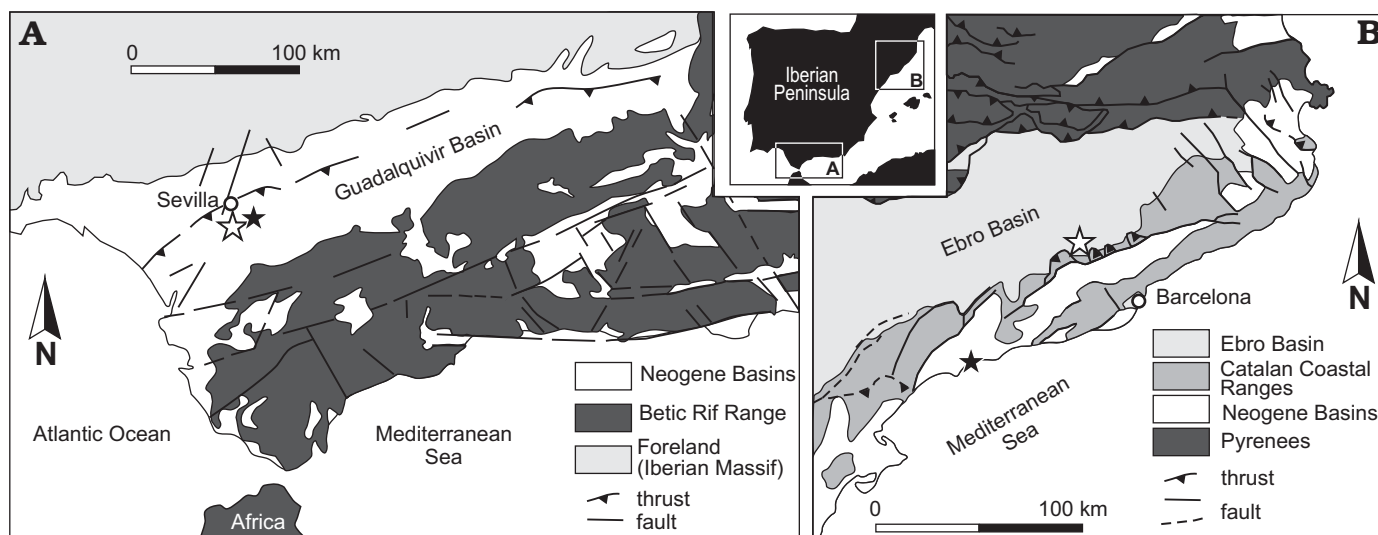 A
0
100 km
Sevilla
Guadalquivir Basin
N
Atlantic Ocean
Mediterranean
Sea
Africa
Neogene Basins
Betic Rif Range
Foreland
(Iberian Massif)
thrust
fault
Iberian
Peninsula
B
A
B
Ebro Basin
Barcelona
N
Mediterranean
Sea
Ebro Basin
Catalan Coastal
Ranges
Neogene Basins
Pyrenees
thrust
fault
0
100 km